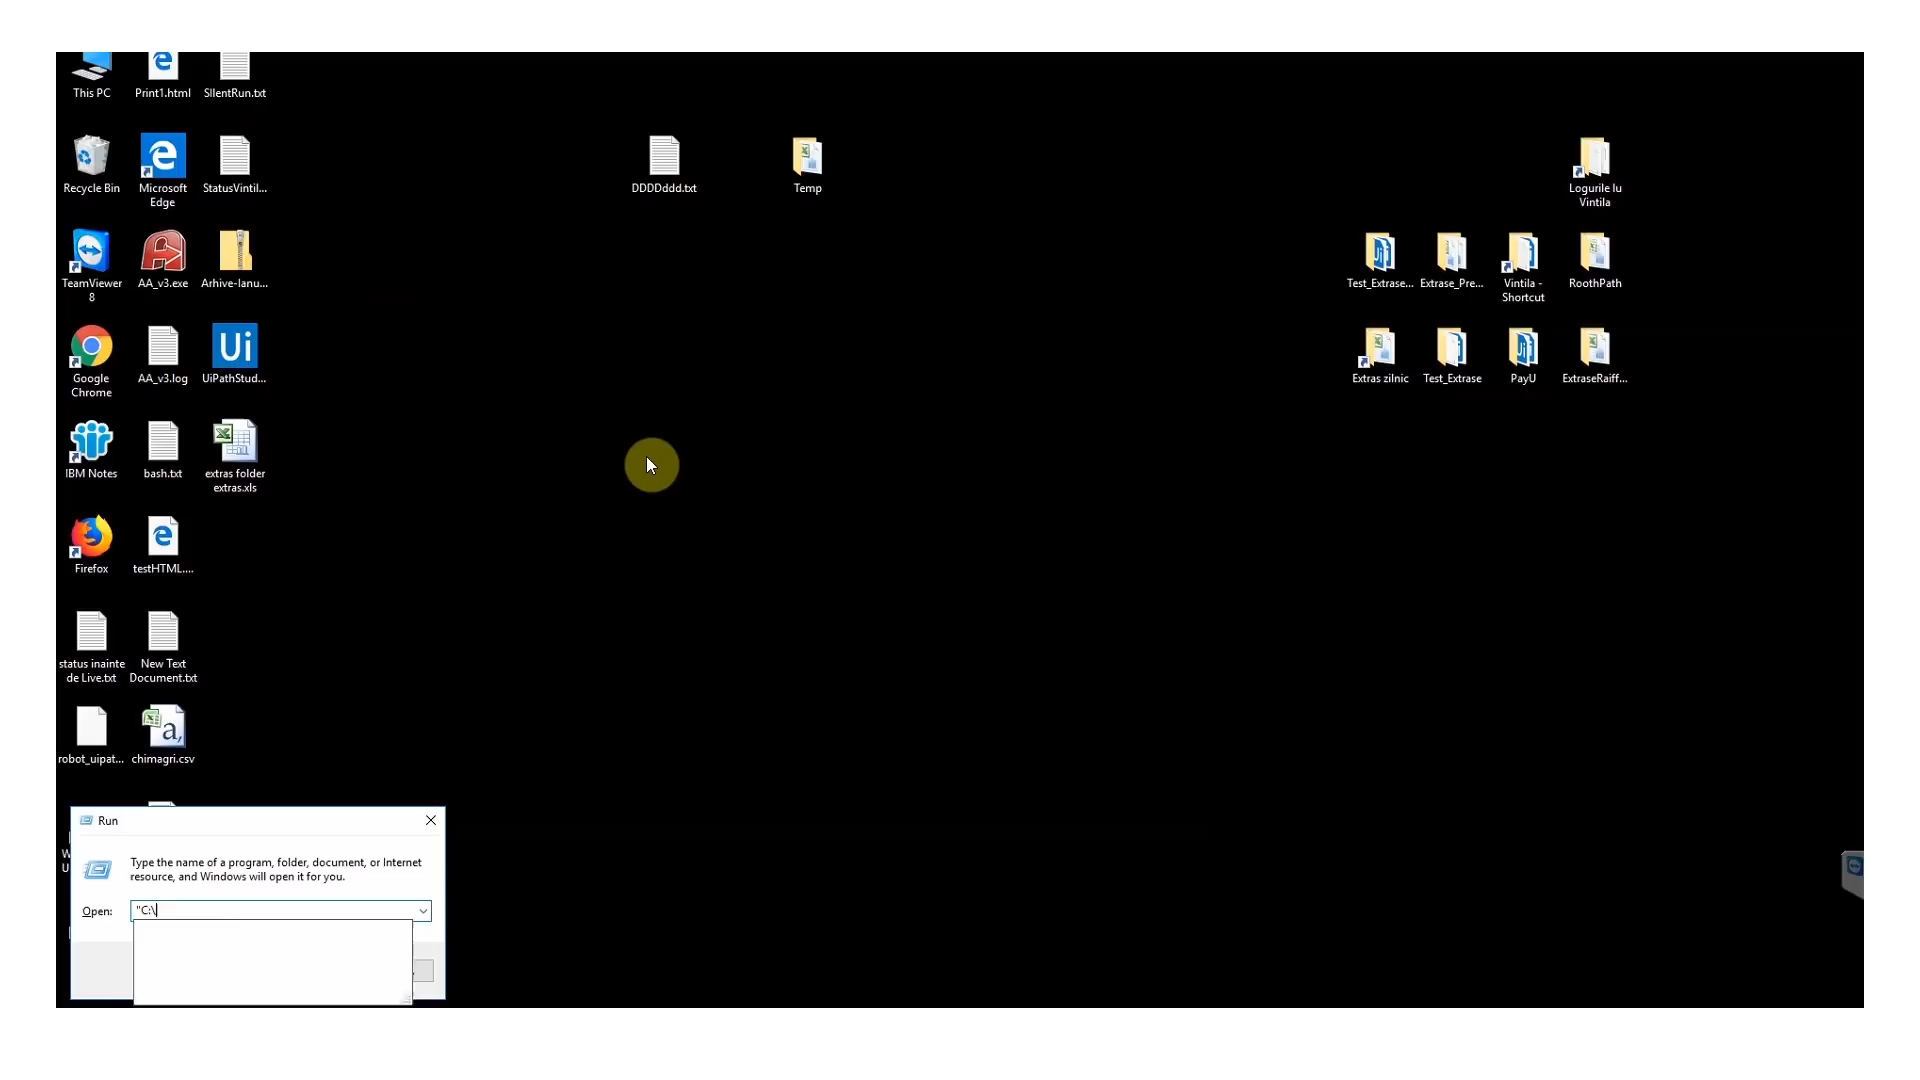 This PC
Print1.html
SIlentRun.txt
Recycle Bin
Microsoft
Edge
StatusVintil...
DDDDddd.txt
Temp
Logurile lu
Vintila
TeamViewer
8
AA_v3.exe
Arhive-Ianu...
Test_Extrase...
Extrase_Pre...
Vintila -
Shortcut
RoothPath
Google
Chrome
AA_v3.log
UiPathStud...
Extras zilnic
Test_Extrase
PayU
ExtraseRaiff...
IBM Notes
bash.txt
extras folder
extras.xls
Firefox
testHTML....
status inainte
de Live.txt
New Text
Document.txt
robot_uipat...
chimagri.csv
Run
Type the name of a program, folder, document, or Internet
resource, and Windows will open it for you.
Open:
"C:\